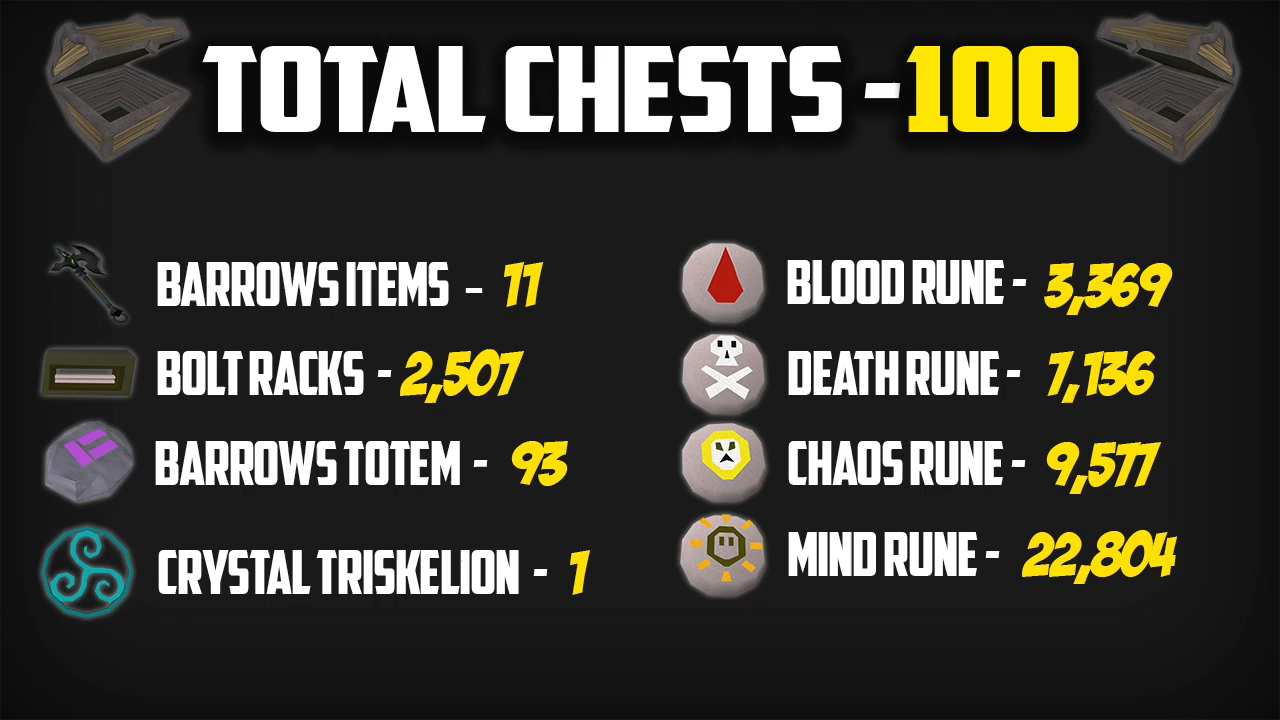 TOTAL CHESTS -100
BARROWS ITEMS - 11
BOLT RACKS - 2,507
BARROWS TOTEM - 93
CRYSTAL TRISKELION - 1
BLOOD RUNE - 3,369
DEATH RUNE - 7,136
CHAOS RUNE - 9,577
MIND RUNE - 22,804